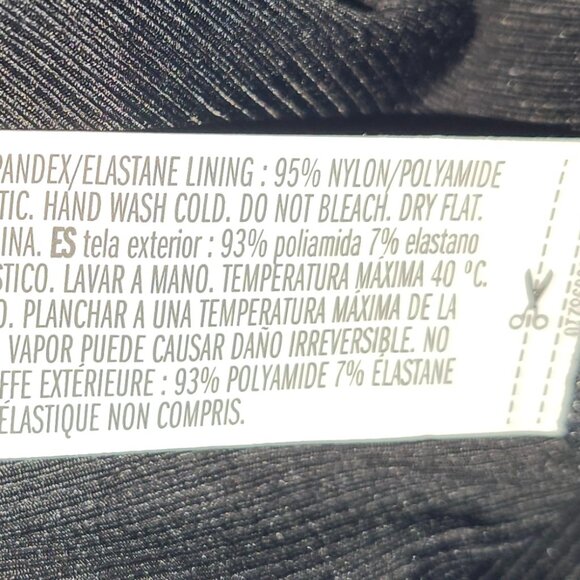 PANDEX/ELASTANE LINING : 95% NYLON/POLYAMIDE
TIC. HAND WASH COLD. DO NOT BLEACH. DRY FLAT.
INA. ES tela exterior : 93% poliamida 7% elastano
STICO. LAVAR A MANO. TEMPERATURA MÁXIMA 40 ºC.
O. PLANCHAR A UNA TEMPERATURA MÁXIMA DE LA
VAPOR PUEDE CAUSAR DAÑO IRREVERSIBLE. NO
FFE EXTÉRIEURE : 93% POLYAMIDE 7% ÉLASTANE
ÉLASTIQUE NON COMPRIS.